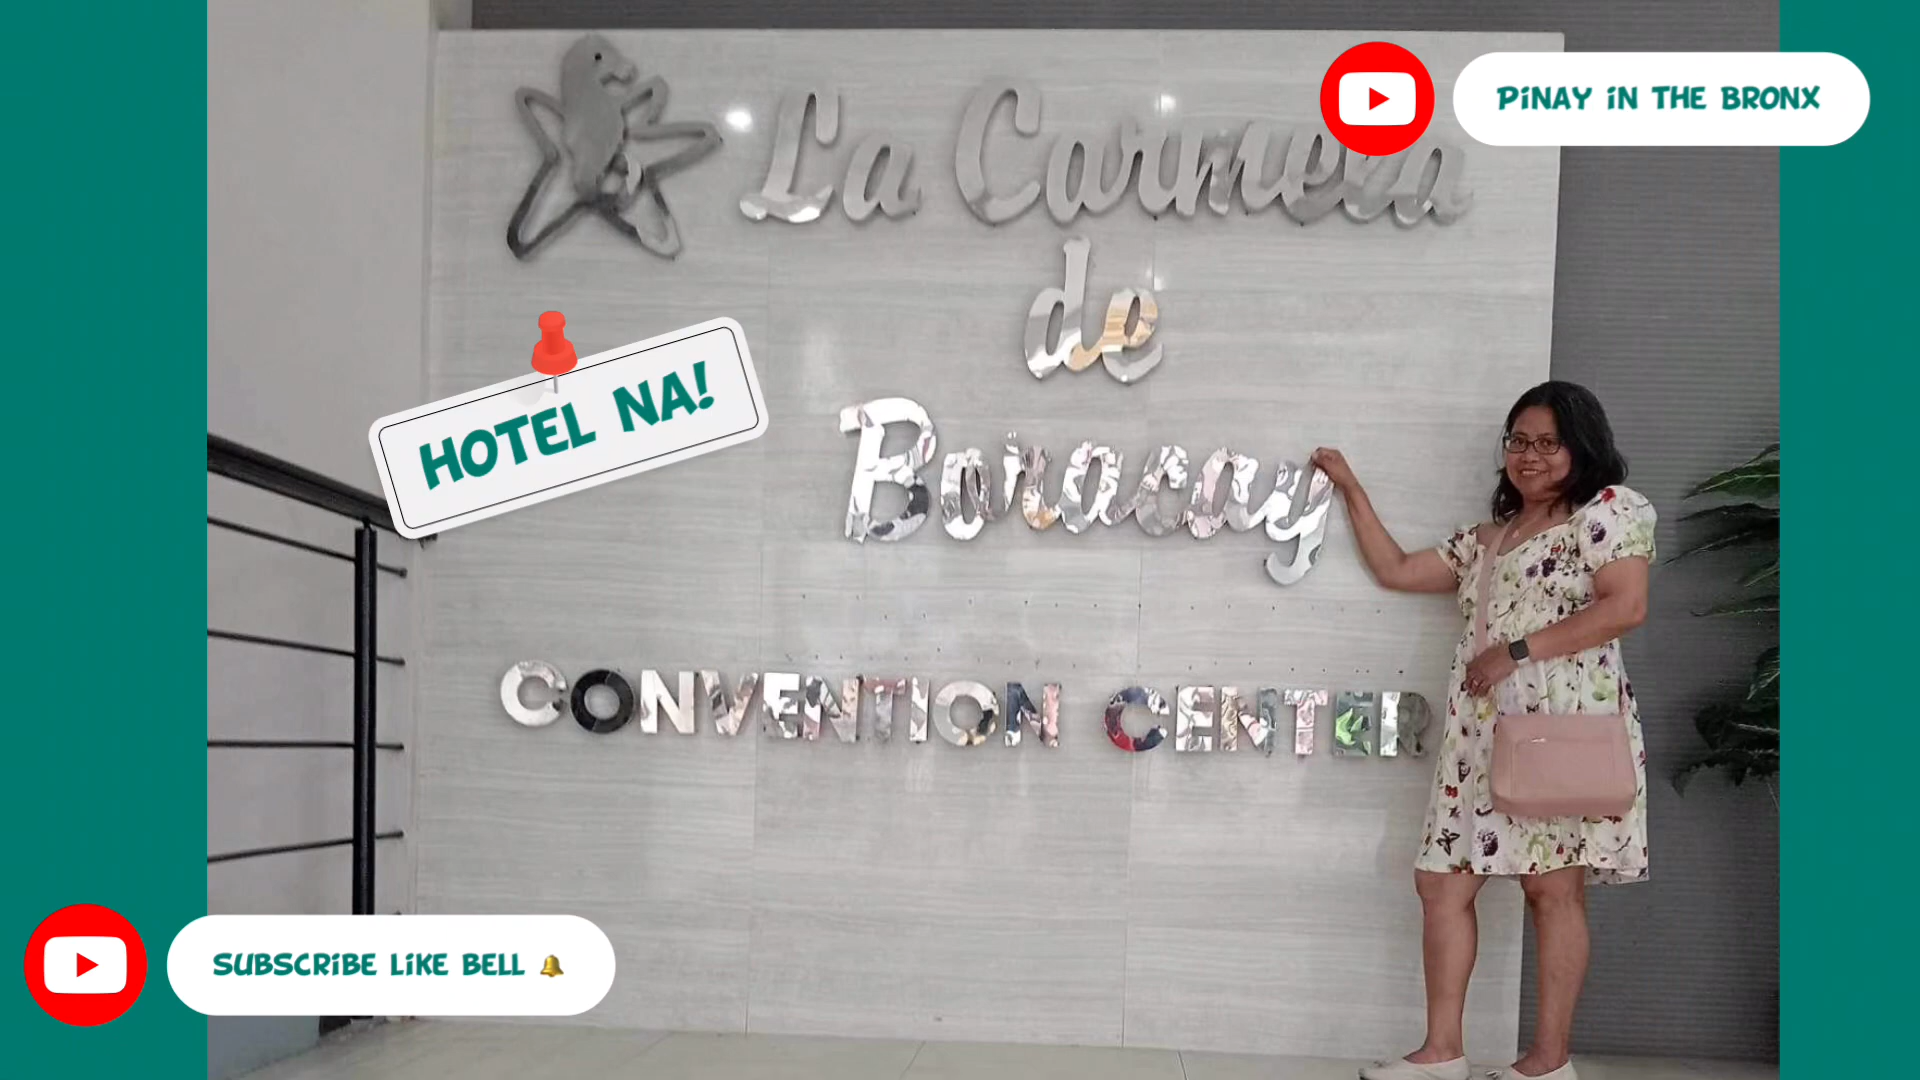 PINAY IN THE BRONX
La Carmela
de
Boracay
HOTEL NA!
CONVENTION CENTER
SUBSCRIBE LIKE BELL 🔔